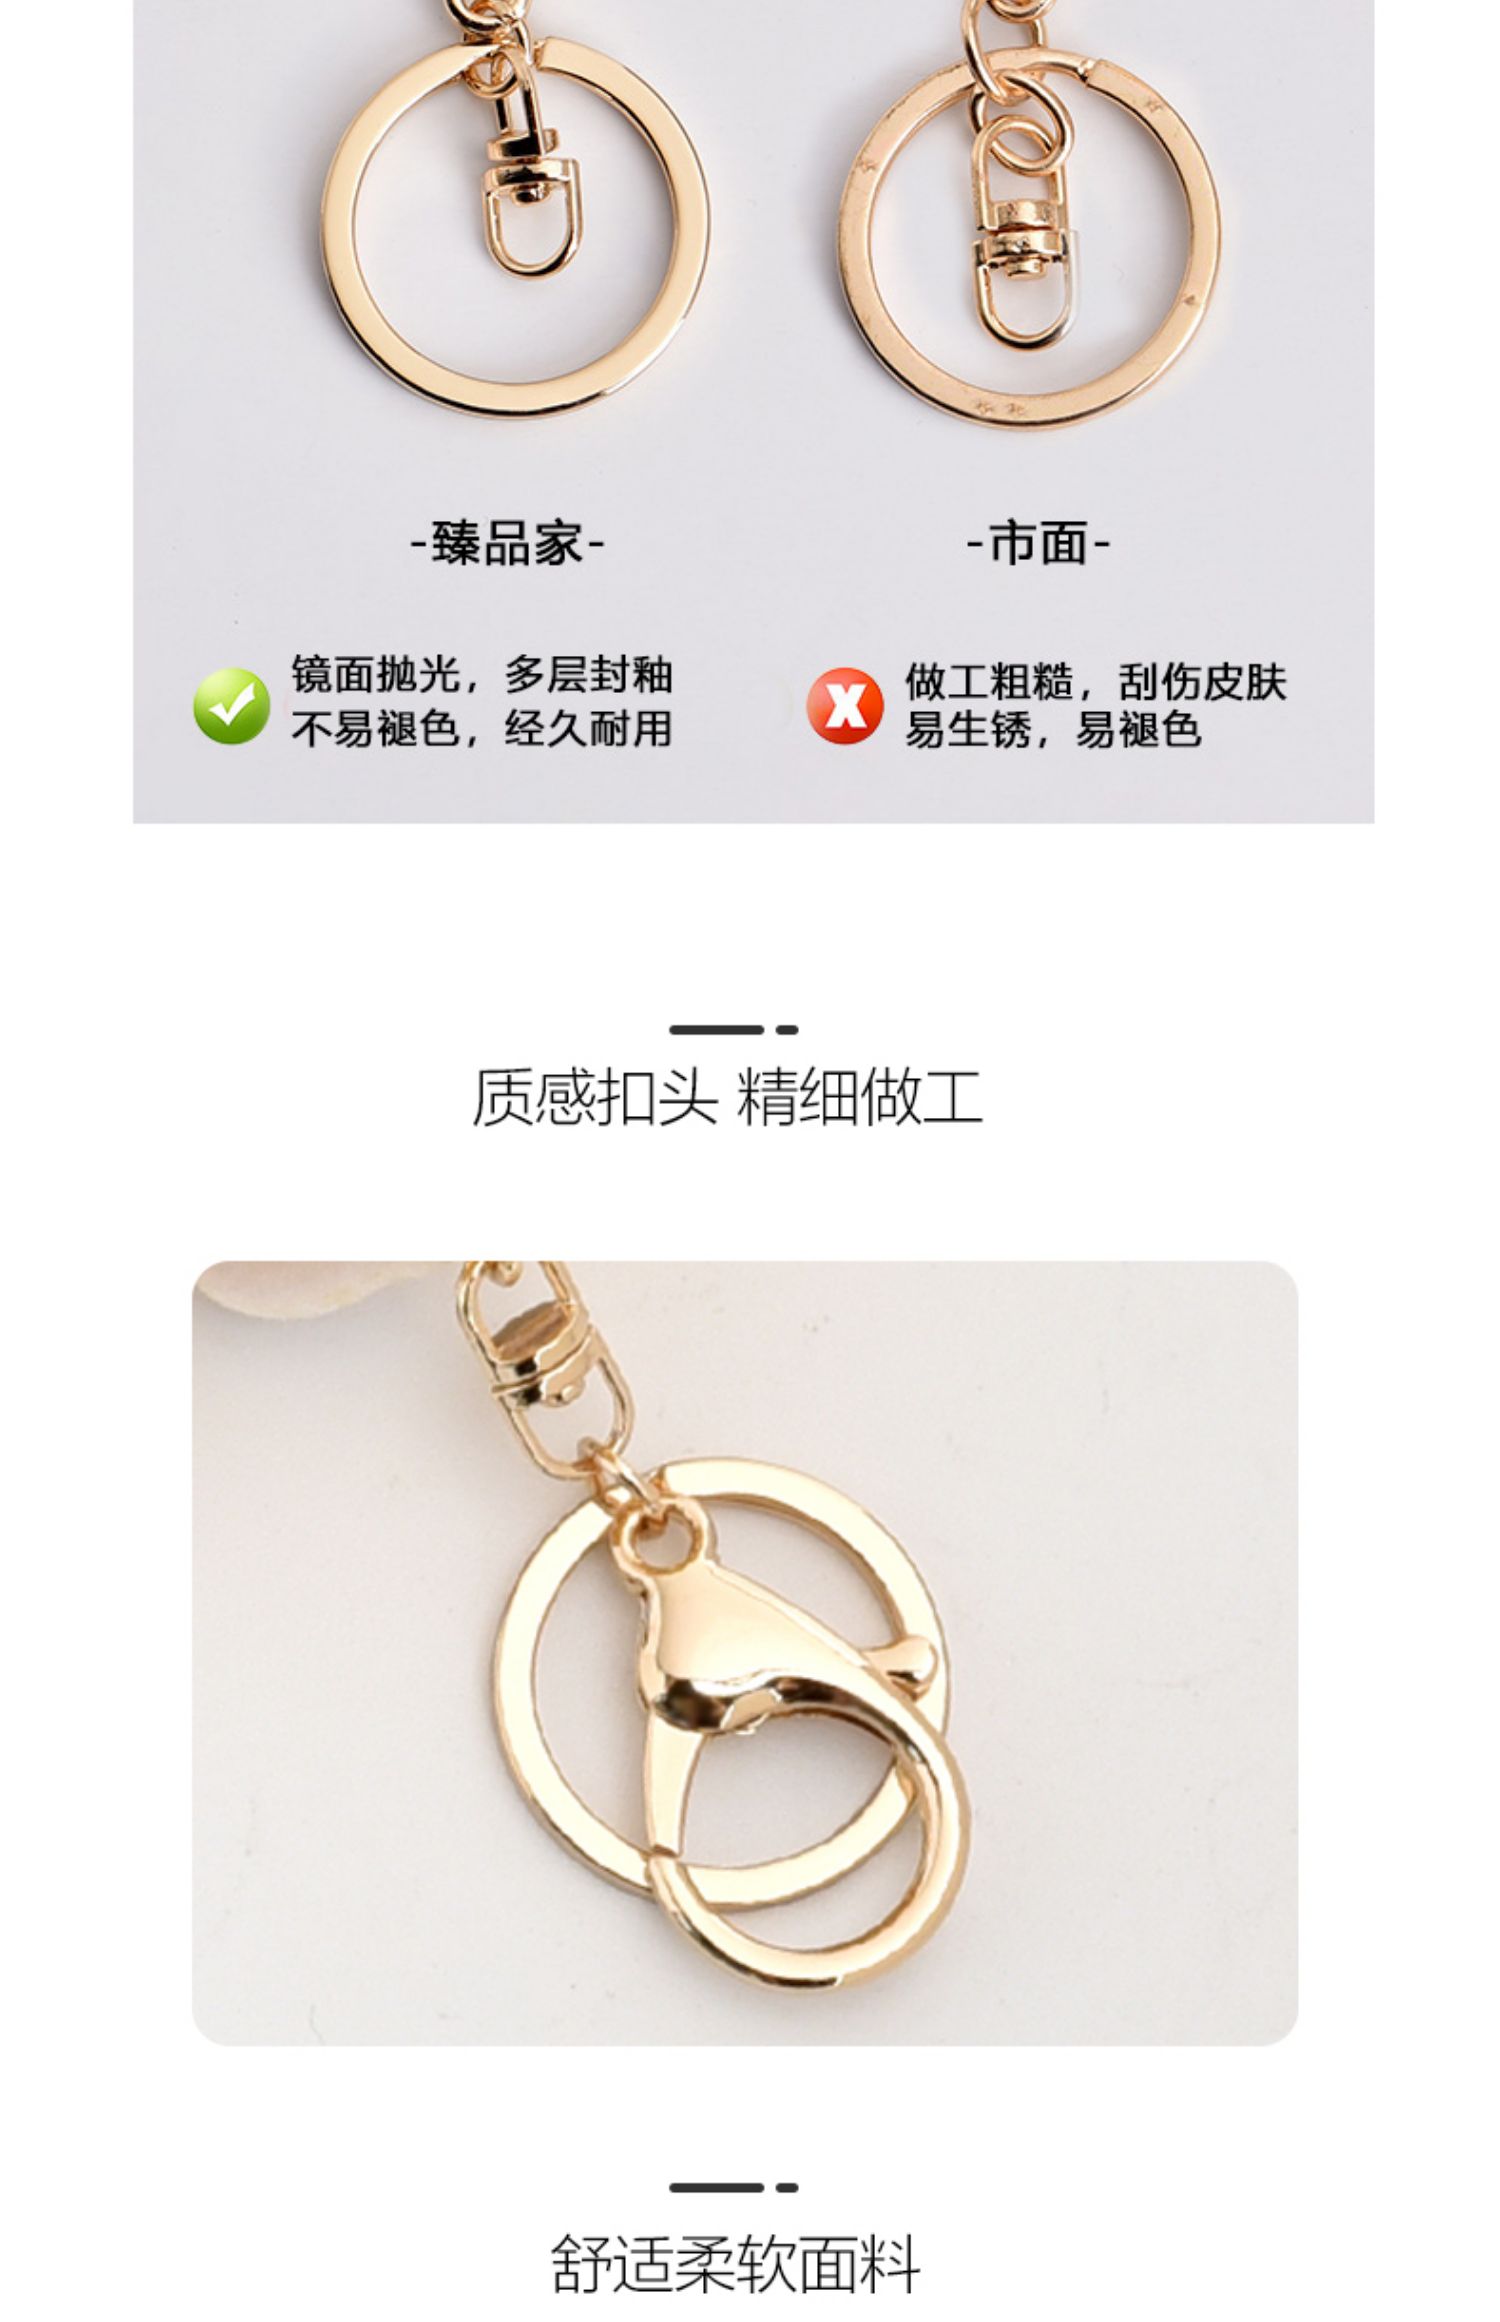 -臻品家-
-市面-
镜面抛光，多层封釉
不易褪色，经久耐用
做工粗糙，刮伤皮肤
易生锈，易褪色
质感扣头 精细做工
舒适柔软面料